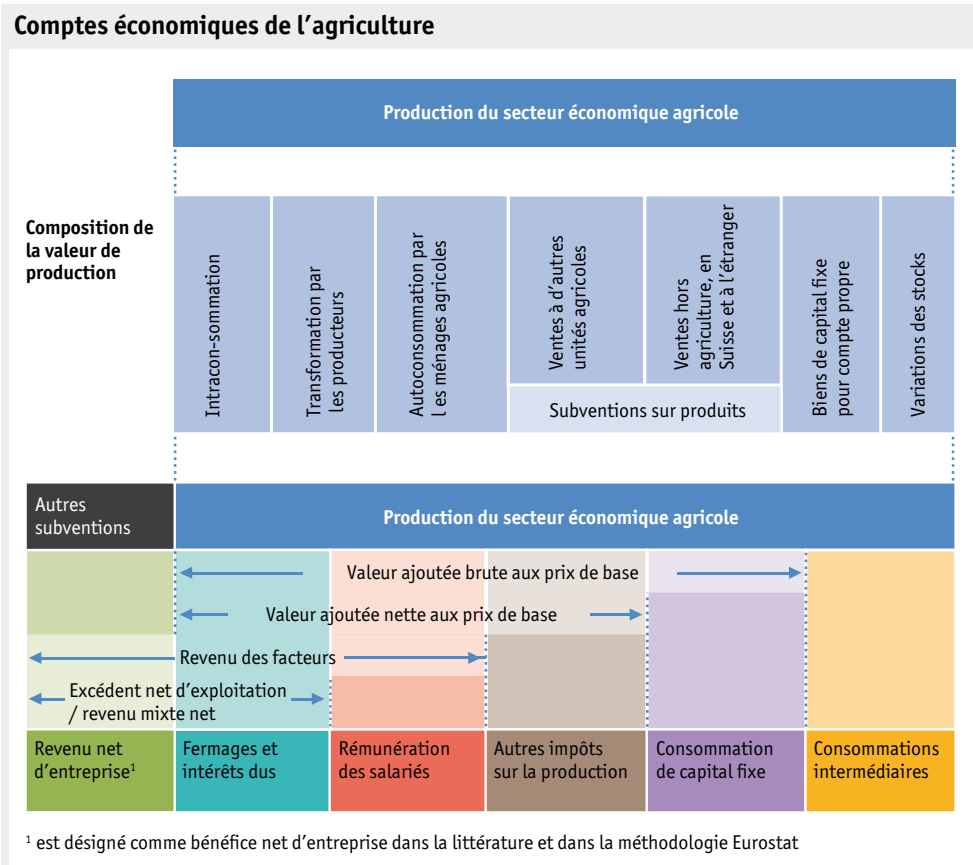 Comptes économiques de l’agriculture
Production du secteur économique agricole
Composition de
la valeur de
production
Intracon-sommation
Transformation par
les producteurs
Autoconsommation par
l es ménages agricoles
Ventes à d’autres
unités agricoles
Ventes hors
agriculture, en
Suisse et à l’étranger
Subventions sur produits
Biens de capital fixe
pour compte propre
Variations des stocks
Autres
subventions
Production du secteur économique agricole
Valeur ajoutée brute aux prix de base
Valeur ajoutée nette aux prix de base
Revenu des facteurs
Excédent net d’exploitation
/ revenu mixte net
Revenu net
d’entreprise¹
Fermages et
intérêts dus
Rémunération
des salariés
Autres impôts
sur la production
Consommation
de capital fixe
Consommations
intermédiaires
¹ est désigné comme bénéfice net d’entreprise dans la littérature et dans la méthodologie Eurostat